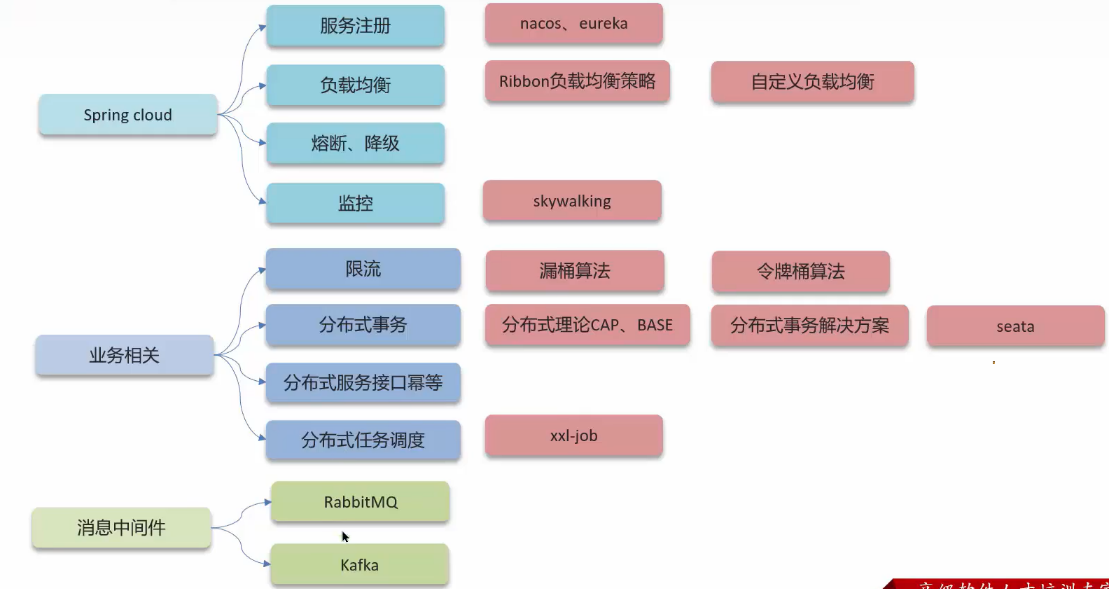 Spring cloud
服务注册
nacos、eureka
负载均衡
Ribbon负载均衡策略
自定义负载均衡
熔断、降级
监控
skywalking
业务相关
限流
漏桶算法
令牌桶算法
分布式事务
分布式理论CAP、BASE
分布式事务解决方案
seata
分布式服务接口幂等
分布式任务调度
xxl-job
消息中间件
RabbitMQ
Kafka